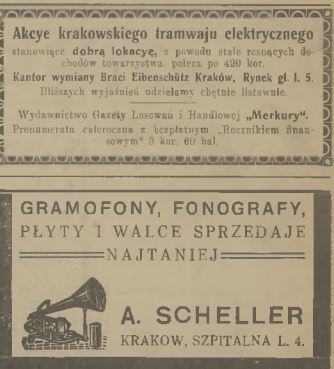 Akcye krakowskiego tramwaju elektrycznego
stanowiące dobrą lokacyę, z powodu stale rosnących do-
chodów towarzystwa. poleca po 420 kor.
Kantor wymiany Braci Eibenschütz Kraków, Rynek gł. l. 5.
Bliższych wyjaśnień udzielamy chętnie listownie.
Wydawnictwo Gazety Losowań i Handlowej „Merkury“.
Prenumerata całoroczna z bezpłatnym „Rocznikiem finan-
sowym“ 3 kor. 60 hal.
GRAMOFONY, FONOGRAFY,
PŁYTY I WALCE SPRZEDAJE
NAJTANIEJ
A. SCHELLER
KRAKOW, SZPITALNA L. 4.